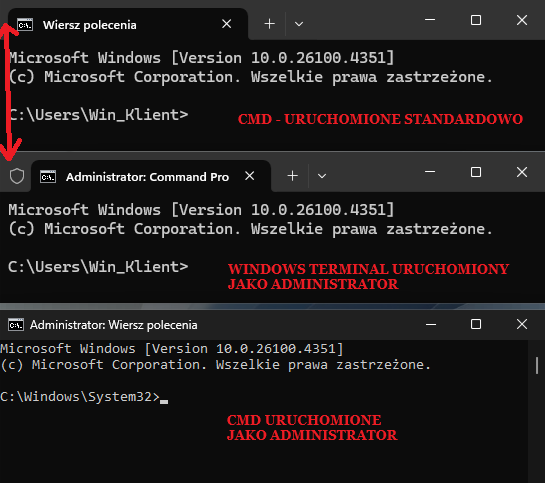 Wiersz polecenia
Microsoft Windows [Version 10.0.26100.4351]
(c) Microsoft Corporation. Wszelkie prawa zastrzeżone.
C:\Users\Win_Klient>
CMD - URUCHOMIONE STANDARDOWO
Administrator: Command Pro
Microsoft Windows [Version 10.0.26100.4351]
(c) Microsoft Corporation. Wszelkie prawa zastrzeżone.
C:\Users\Win_Klient>
WINDOWS TERMINAL URUCHOMIONY
JAKO ADMINISTRATOR
Administrator: Wiersz polecenia
Microsoft Windows [Version 10.0.26100.4351]
(c) Microsoft Corporation. Wszelkie prawa zastrzeżone.
C:\Windows\System32>
CMD URUCHOMIONE
JAKO ADMINISTRATOR